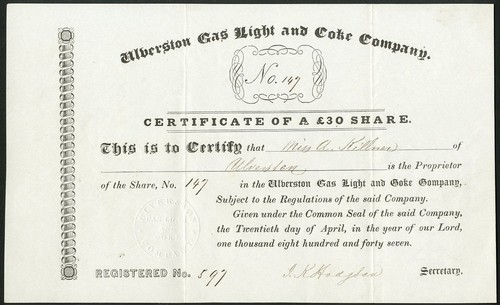 Ulverston Gas Light and Coke Company.
No. 147
CERTIFICATE OF A £30 SHARE.
This is to Certify that Miss A. Kilner of
Ulverston is the Proprietor
of the Share, No. 147 in the Ulverston Gas Light and Coke Company,
Subject to the Regulations of the said Company.
Given under the Common Seal of the said Company,
the Twentieth day of April, in the year of our Lord,
one thousand eight hundred and forty seven.
REGISTERED No. 597 Secretary.